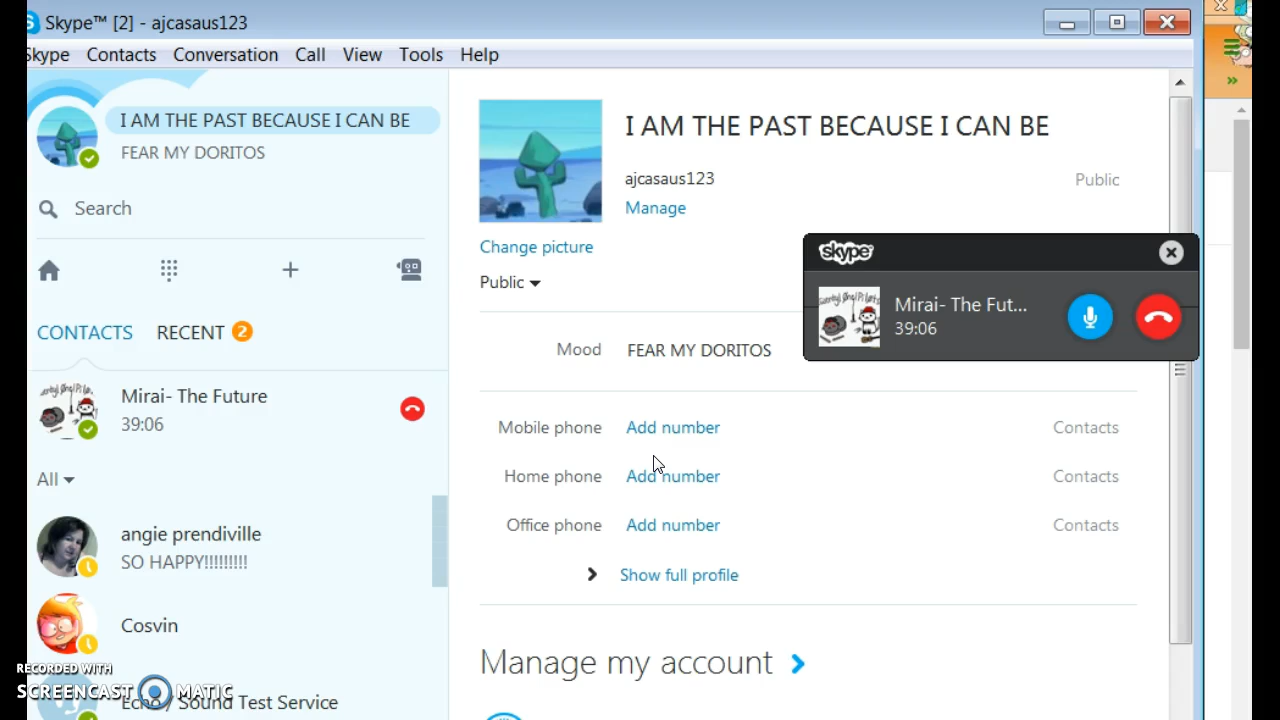 Skype™ [2] - ajcasaus123
Skype Contacts Conversation Call View Tools Help
I AM THE PAST BECAUSE I CAN BE
FEAR MY DORITOS
Search
CONTACTS RECENT 2
Mirai- The Future
39:06
All
angie prendiville
SO HAPPY!!!!!!!!!
Cosvin
Echo / Sound Test Service
RECORDED WITH
SCREENCAST MATIC
I AM THE PAST BECAUSE I CAN BE
ajcasaus123 Public
Manage
Change picture
Public
skype
Mirai- The Fut...
39:06
Mood FEAR MY DORITOS
Mobile phone Add number Contacts
Home phone Add number Contacts
Office phone Add number Contacts
Show full profile
Manage my account